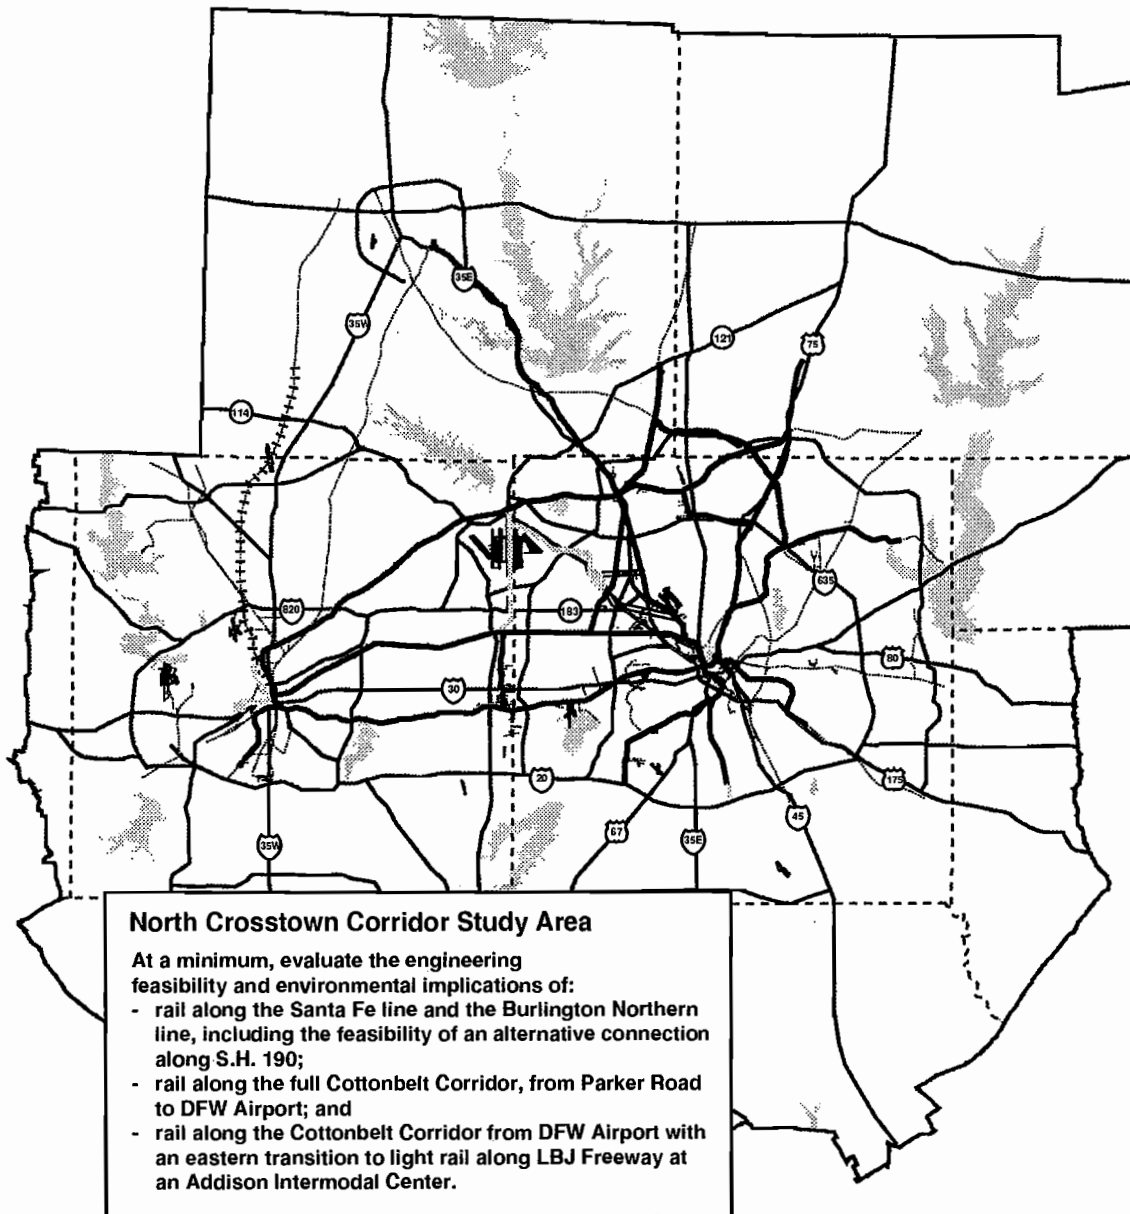 35E
35W
121
75
114
820
183
635
30
80
20
175
35W
67
35E
45
North Crosstown Corridor Study Area
At a minimum, evaluate the engineering
feasibility and environmental implications of:
- rail along the Santa Fe line and the Burlington Northern
line, including the feasibility of an alternative connection
along S.H. 190;
- rail along the full Cottonbelt Corridor, from Parker Road
to DFW Airport; and
- rail along the Cottonbelt Corridor from DFW Airport with
an eastern transition to light rail along LBJ Freeway at
an Addison Intermodal Center.